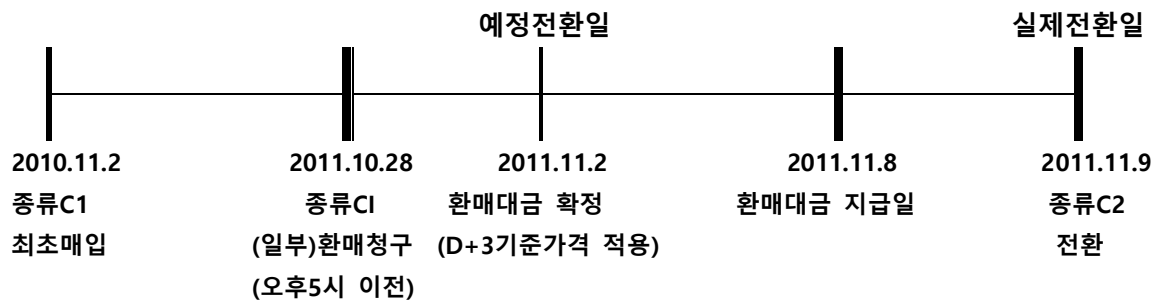 예정전환일 실제전환일
2010.11.2 2011.10.28 2011.11.2 2011.11.8 2011.11.9
종류C1 종류CI 환매대금 확정 환매대금 지급일 종류C2
최초매입 (일부)환매청구 (D+3기준가격 적용) 전환
(오후5시 이전)